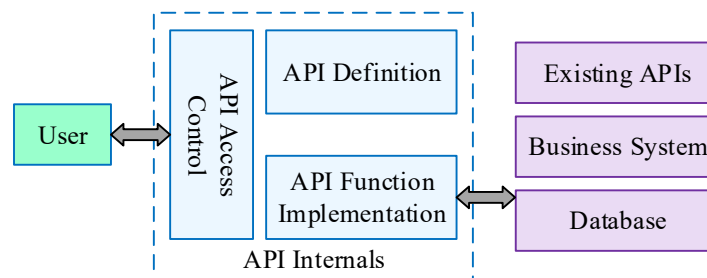 User
API Access
Control
API Definition
API Function
Implementation
API Internals
Existing APIs
Business System
Database